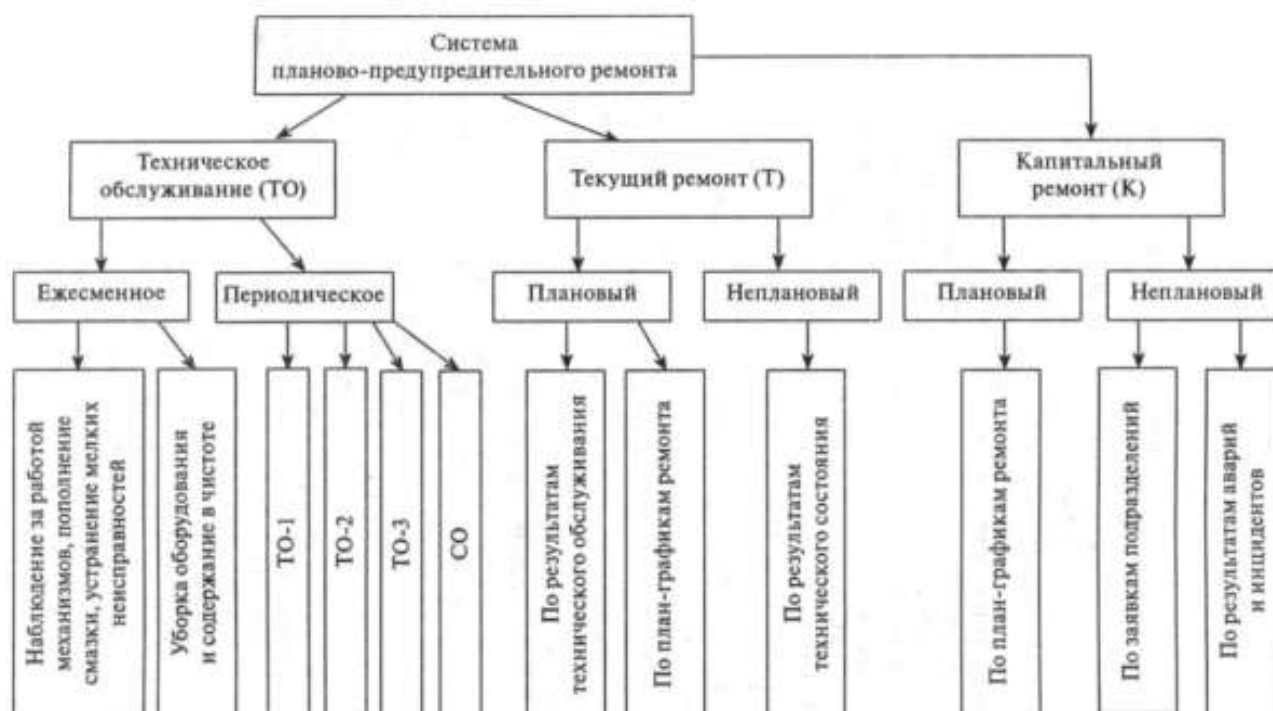 Система
планово-предупредительного ремонта
Техническое
обслуживание (ТО)
Текущий ремонт (Т)
Капитальный
ремонт (К)
Ежесменное
Периодическое
Плановый
Неплановый
Плановый
Неплановый
Наблюдение за работой
механизмов, пополнение
смазки, устранение мелких
неисправностей
Уборка оборудования
и содержание в чистоте
ТО-1
ТО-2
ТО-3
СО
По результатам
технического обслуживания
По план-графикам ремонта
По результатам
технического состояния
По план-графикам ремонта
По заявкам подразделений
По результатам аварий
и инцидентов